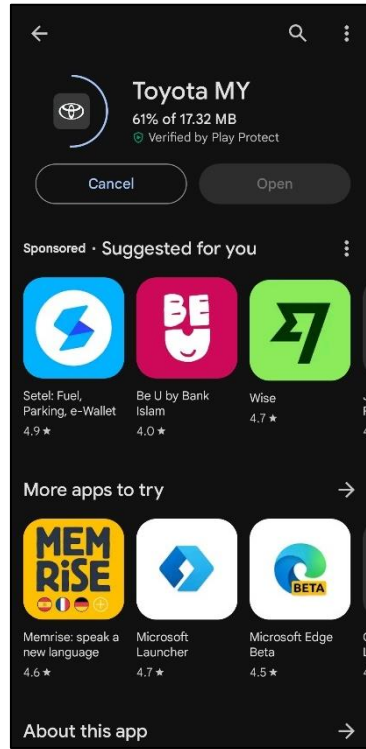 Toyota MY
61% of 17.32 MB
Verified by Play Protect
Cancel
Open
Sponsored · Suggested for you
BE
U
Setel: Fuel,
Parking, e-Wallet
4.9 ★
Be U by Bank
Islam
4.0 ★
Wise
4.7 ★
More apps to try
MEM
RiSE
BETA
Memrise: speak a
new language
4.6 ★
Microsoft
Launcher
4.7 ★
Microsoft Edge
Beta
4.5 ★
About this app